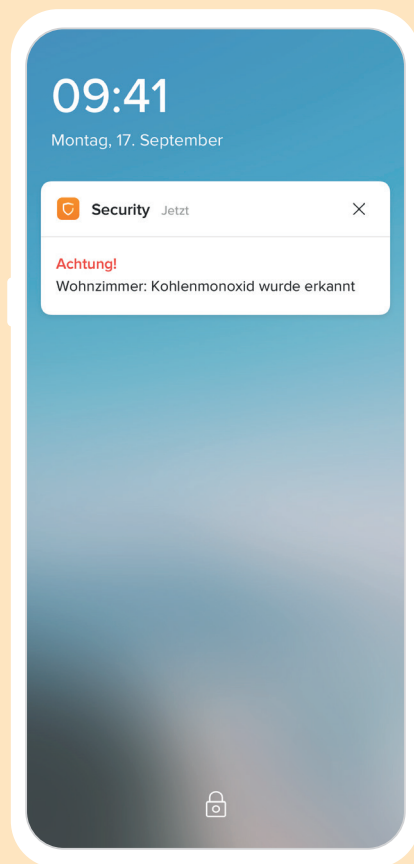 09:41
Montag, 17. September
Security Jetzt
Achtung!
Wohnzimmer: Kohlenmonoxid wurde erkannt